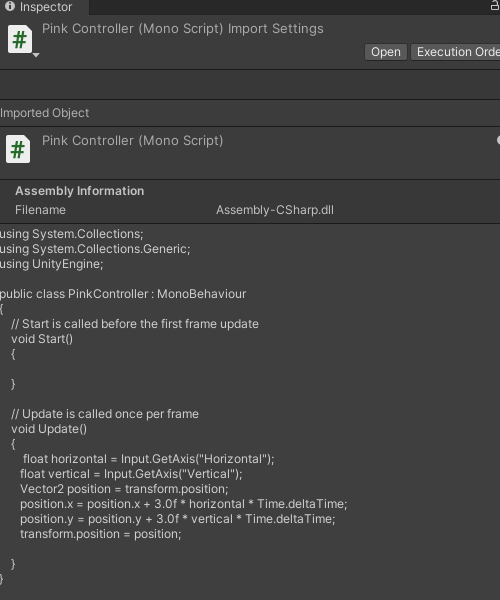 Inspector
Pink Controller (Mono Script) Import Settings
#
Open
Execution Orde
Imported Object
#
Pink Controller (Mono Script)
Assembly Information
Filename Assembly-CSharp.dll
using System.Collections;
using System.Collections.Generic;
using UnityEngine;
public class PinkController : MonoBehaviour
{
// Start is called before the first frame update
void Start()
{
}
// Update is called once per frame
void Update()
{
float horizontal = Input.GetAxis("Horizontal");
float vertical = Input.GetAxis("Vertical");
Vector2 position = transform.position;
position.x = position.x + 3.0f * horizontal * Time.deltaTime;
position.y = position.y + 3.0f * vertical * Time.deltaTime;
transform.position = position;
}
}